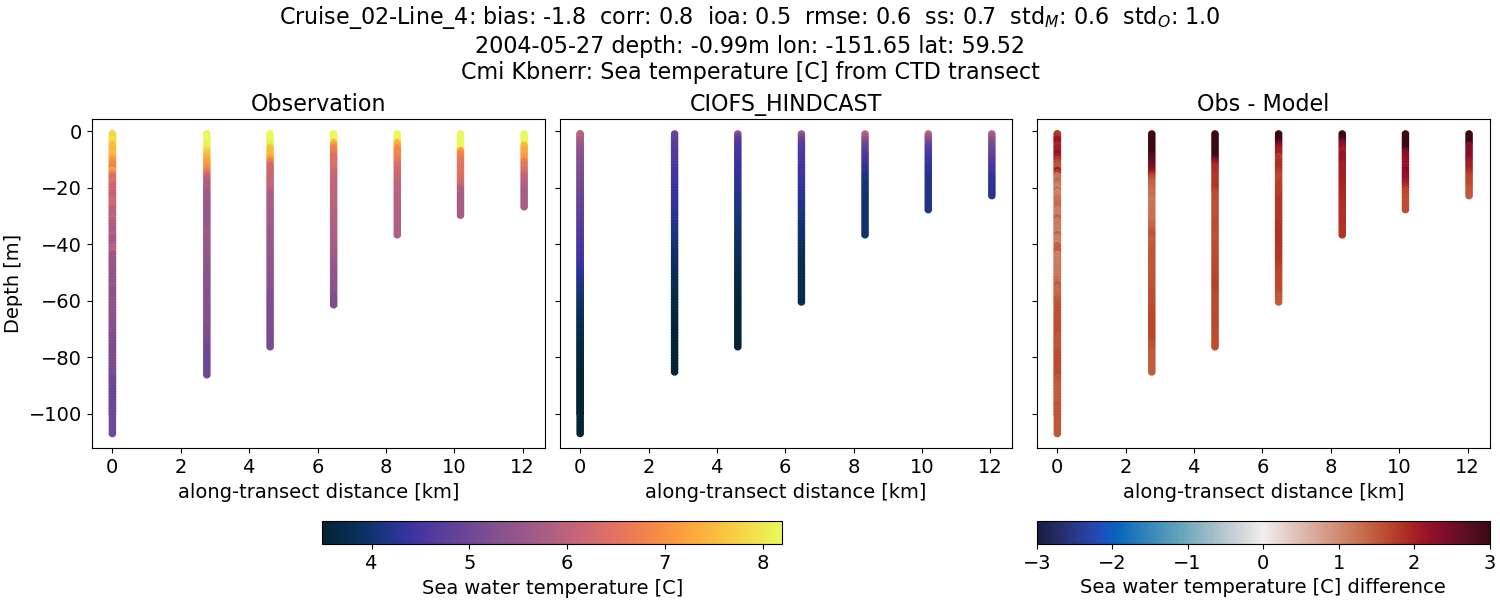 Cruise_02-Line_4: bias: -1.8 corr: 0.8 ioa: 0.5 rmse: 0.6 ss: 0.7 std_M: 0.6 std_O: 1.0
2004-05-27 depth: -0.99m lon: -151.65 lat: 59.52
Cmi Kbnerr: Sea temperature [C] from CTD transect
Observation
CIOFS_HINDCAST
Obs - Model
Depth [m]
0
−20
−40
−60
−80
−100
0 2 4 6 8 10 12
0 2 4 6 8 10 12
0 2 4 6 8 10 12
along-transect distance [km]
along-transect distance [km]
along-transect distance [km]
4 5 6 7 8
Sea water temperature [C]
−3 −2 −1 0 1 2 3
Sea water temperature [C] difference